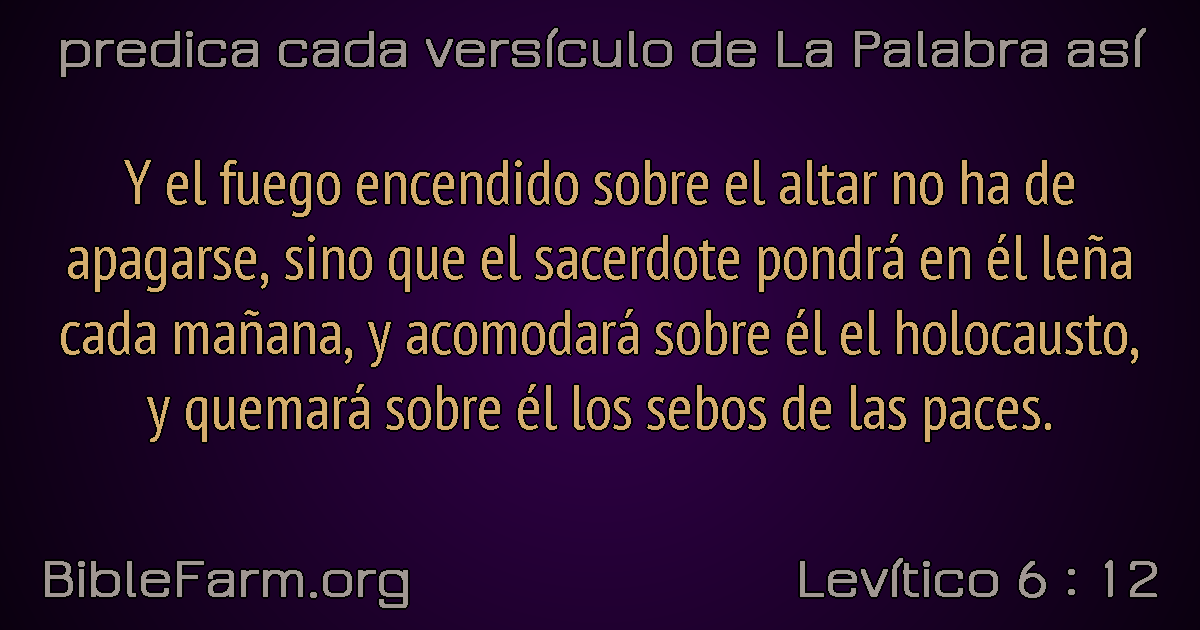 predica cada versículo de La Palabra así
Y el fuego encendido sobre el altar no ha de
apagarse, sino que el sacerdote pondrá en él leña
cada mañana, y acomodará sobre él el holocausto,
y quemará sobre él los sebos de las paces.
BibleFarm.org
Levítico 6 : 12